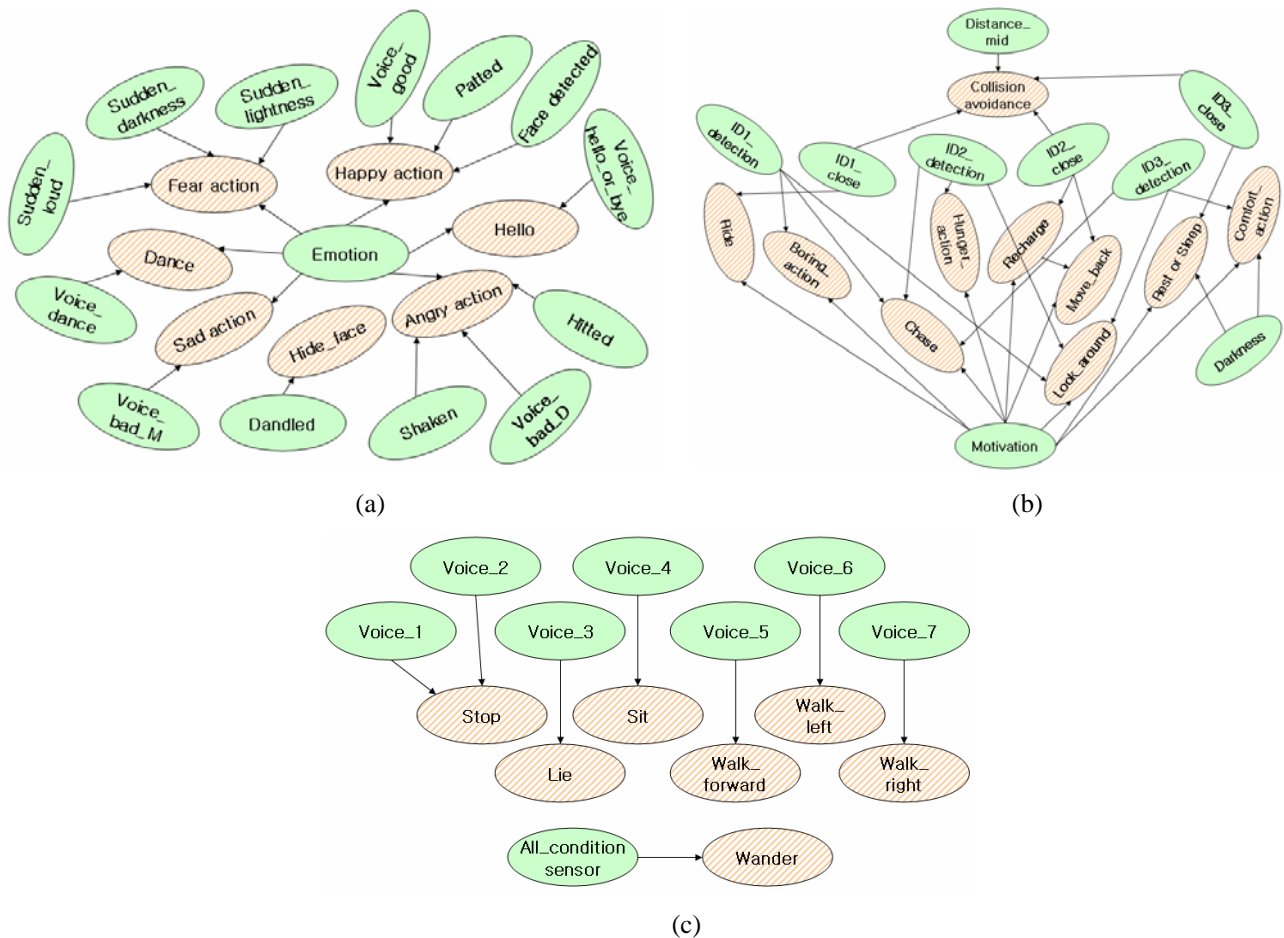 Sudden_
darkness
Sudden_
lightness
Voice_
good
Patted
Face detected
Voice_
hello_or_bye
Sudden_
loud
Fear action
Happy action
Hello
Emotion
Dance
Voice_
dance
Sad action
Hide_face
Angry action
Hitted
Voice_
bad_M
Dandled
Shaken
Voice_
bad_D
(a)
Distance_
mid
Collision
avoidance
ID3_
close
ID1_
detection
ID1_
close
ID2_
detection
ID2_
close
ID3_
detection
Ride
Boring_
action
Hunger_
action
Recharge
Move_back
Rest or Sleep
Comfort_
action
Chase
Look_around
Darkness
Motivation
(b)
Voice_2
Voice_4
Voice_6
Voice_1
Voice_3
Voice_5
Voice_7
Stop
Sit
Walk_
left
Lie
Walk_
forward
Walk_
right
All_condition
sensor
Wander
(c)